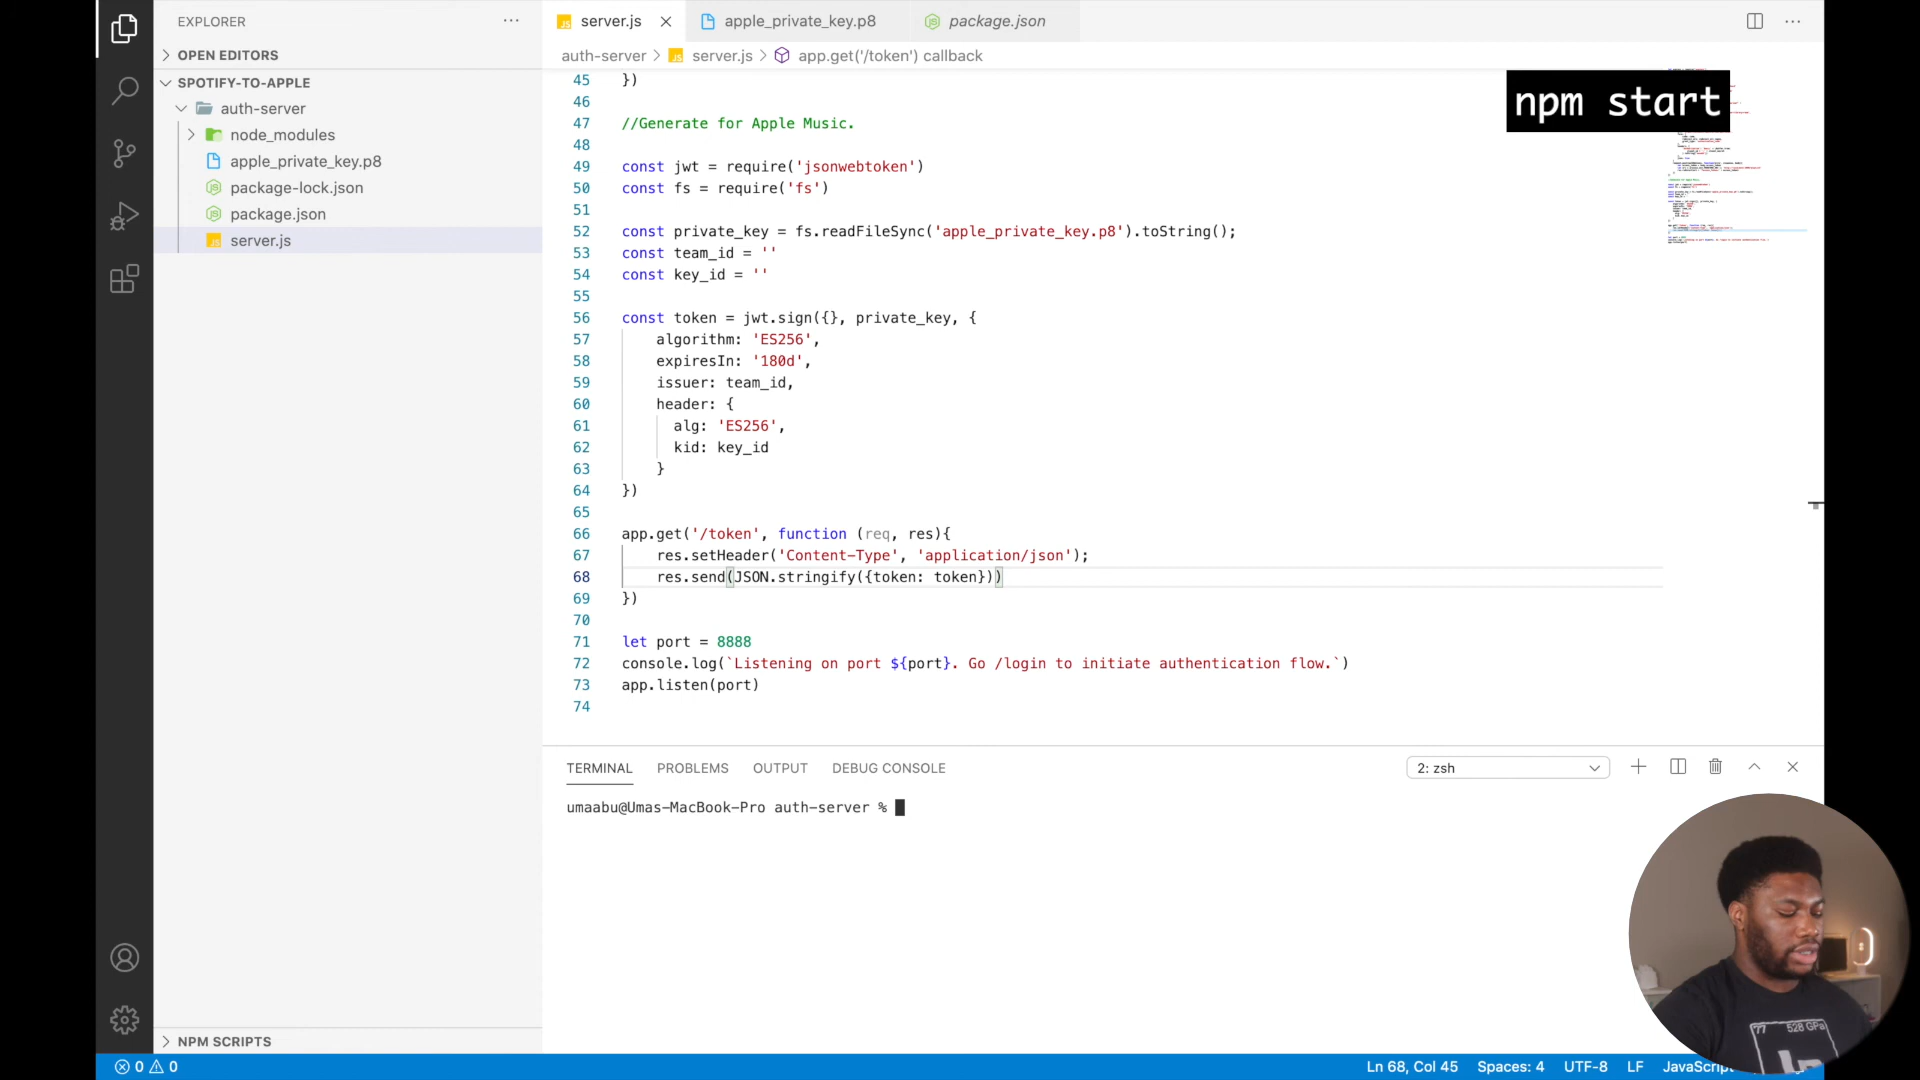 EXPLORER
server.js
apple_private_key.p8
package.json
OPEN EDITORS
auth-server
server.js
app.get('/token') callback
SPOTIFY-TO-APPLE
auth-server
node_modules
apple_private_key.p8
package-lock.json
package.json
server.js
npm start
45 })
46
47 //Generate for Apple Music.
48
49 const jwt = require('jsonwebtoken')
50 const fs = require('fs')
51
52 const private_key = fs.readFileSync('apple_private_key.p8').toString();
53 const team_id = ''
54 const key_id = ''
55
56 const token = jwt.sign({}, private_key, {
57 algorithm: 'ES256',
58 expiresIn: '180d',
59 issuer: team_id,
60 header: {
61 alg: 'ES256',
62 kid: key_id
63 }
64 })
65
66 app.get('/token', function (req, res){
67 res.setHeader('Content-Type', 'application/json');
68 res.send(JSON.stringify({token: token}))
69 })
70
71 let port = 8888
72 console.log(`Listening on port ${port}. Go /login to initiate authentication flow.`)
73 app.listen(port)
74
TERMINAL PROBLEMS OUTPUT DEBUG CONSOLE
2: zsh
umaabu@Umas-MacBook-Pro auth-server %
77 528 GPa
NPM SCRIPTS
0 0
Ln 68, Col 45 Spaces: 4 UTF-8 LF